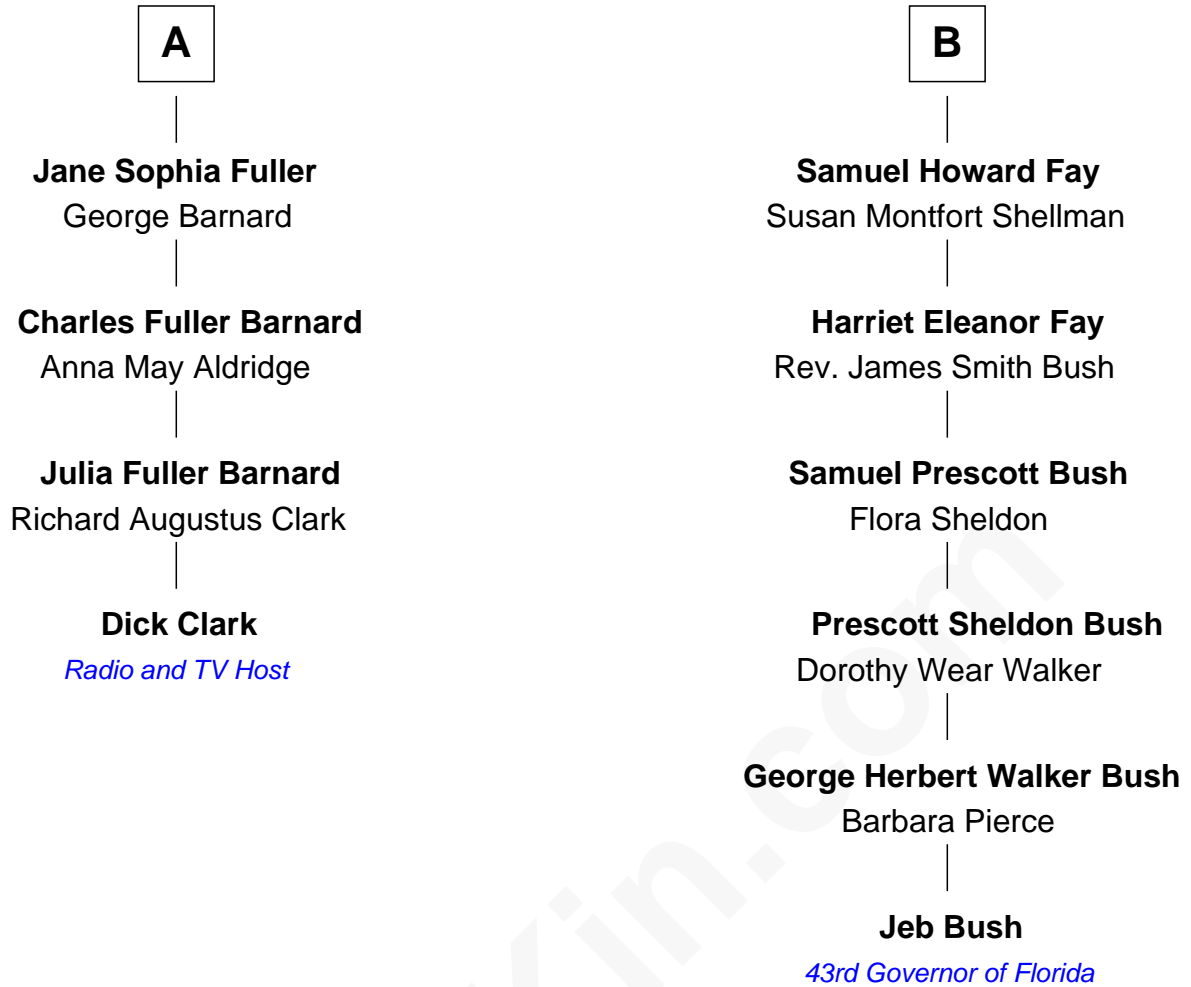 A
Jane Sophia Fuller
George Barnard
Charles Fuller Barnard
Anna May Aldridge
Julia Fuller Barnard
Richard Augustus Clark
Dick Clark
Radio and TV Host
B
Samuel Howard Fay
Susan Montfort Shellman
Harriet Eleanor Fay
Rev. James Smith Bush
Samuel Prescott Bush
Flora Sheldon
Prescott Sheldon Bush
Dorothy Wear Walker
George Herbert Walker Bush
Barbara Pierce
Jeb Bush
43rd Governor of Florida
Kin.com